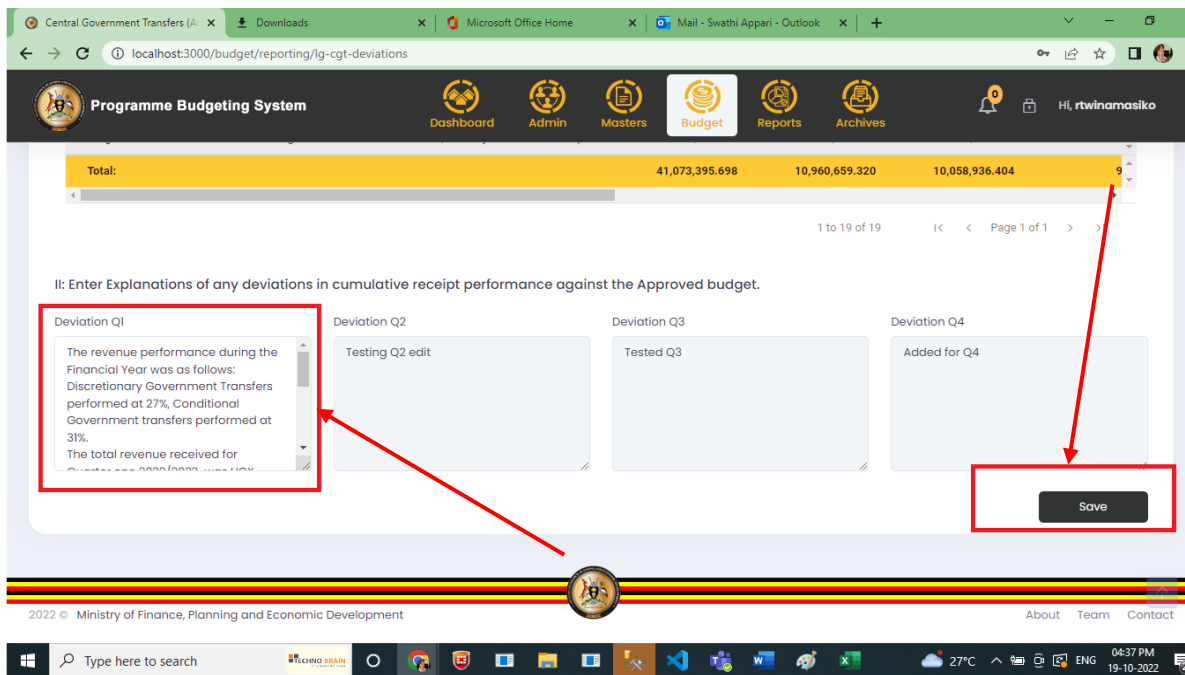 Central Government Transfers (A
Downloads
Microsoft Office Home
Mail - Swathi Appari - Outlook
localhost:3000/budget/reporting/lg-cgt-deviations
Programme Budgeting System
Dashboard
Admin
Masters
Budget
Reports
Archives
0
Hi, rtwinamasiko
Total: 41,073,395.698 10,960,659.320 10,058,936.404 9
1 to 19 of 19 Page 1 of 1
II: Enter Explanations of any deviations in cumulative receipt performance against the Approved budget.
Deviation Q1
The revenue performance during the
Financial Year was as follows:
Discretionary Government Transfers
performed at 27%, Conditional
Government transfers performed at
31%.
The total revenue received for
Deviation Q2
Testing Q2 edit
Deviation Q3
Tested Q3
Deviation Q4
Added for Q4
Save
2022 © Ministry of Finance, Planning and Economic Development
About Team Contact
Type here to search
TECHNO BRAIN
27°C
ENG
04:37 PM
19-10-2022